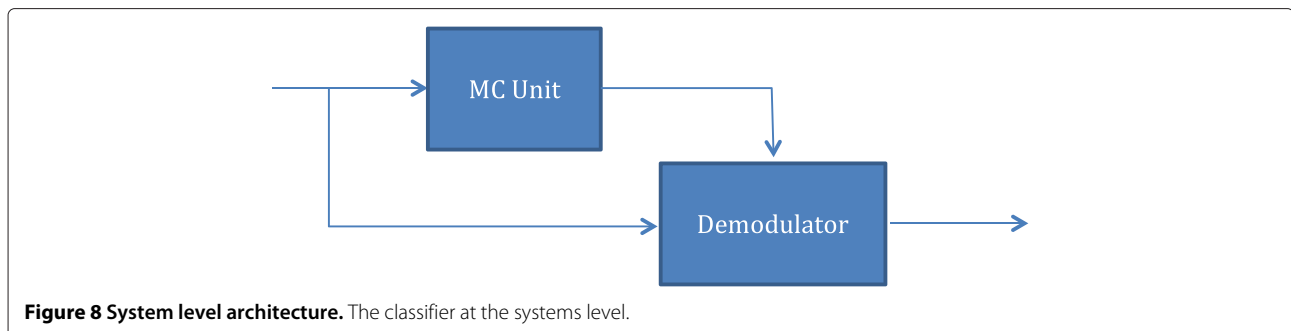 MC Unit
Demodulator
Figure 8 System level architecture. The classifier at the systems level.